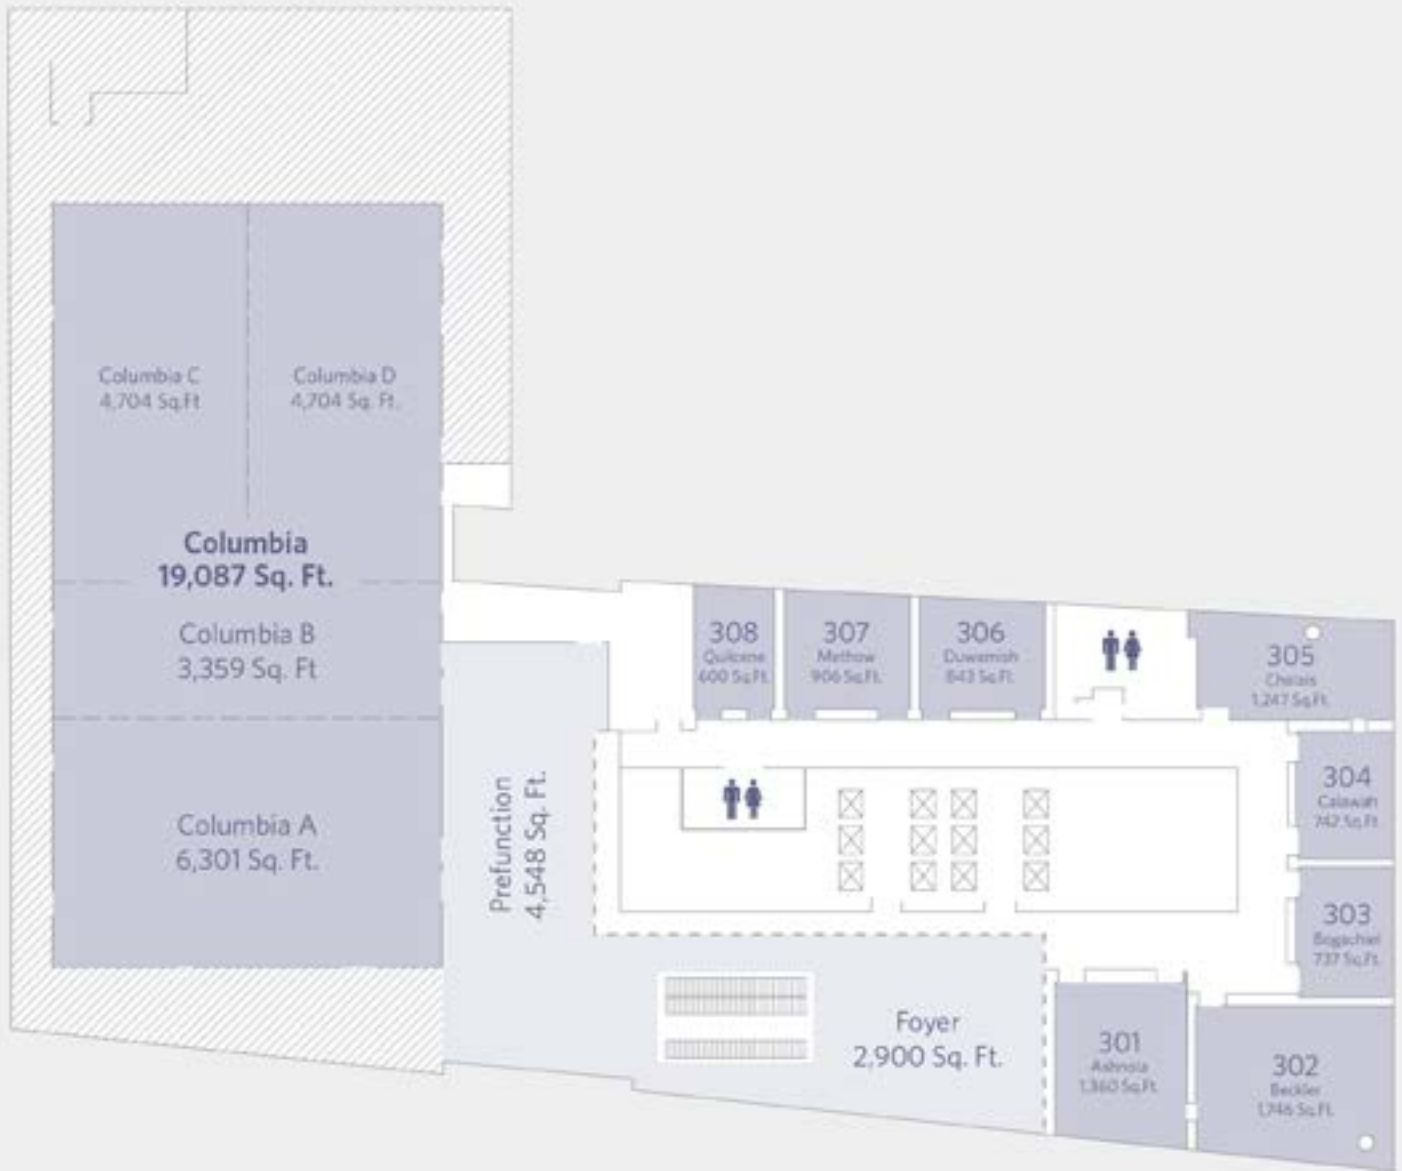 Columbia C
4,704 Sq.Ft
Columbia D
4,704 Sq. Ft.
Columbia
19,087 Sq. Ft.
Columbia B
3,359 Sq. Ft
Columbia A
6,301 Sq. Ft.
Prefunction
4,548 Sq. Ft.
Foyer
2,900 Sq. Ft.
308
Quilcene
600 Sq.Ft.
307
Methow
906 Sq.Ft.
306
Duwamish
843 Sq.Ft.
305
1,247 Sq.Ft.
304
Calawah
742 Sq.Ft
303
Bogachiel
737 Sq.Ft.
301
Ashnola
1,360 Sq.Ft.
302
Beckler
1,746 Sq.Ft.